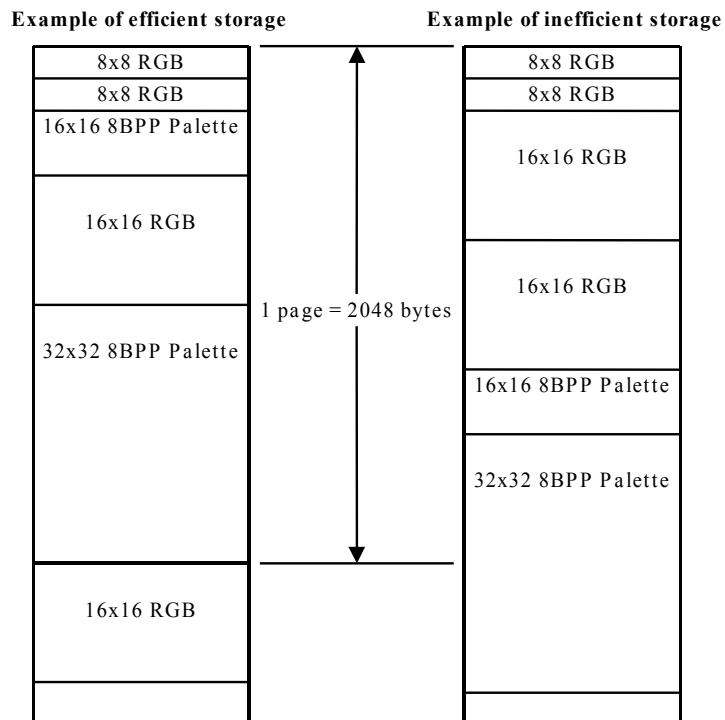 Example of efficient storage
8x8 RGB
8x8 RGB
16x16 8BPP Palette
16x16 RGB
32x32 8BPP Palette
16x16 RGB
1 page = 2048 bytes
Example of inefficient storage
8x8 RGB
8x8 RGB
16x16 RGB
16x16 RGB
16x16 8BPP Palette
32x32 8BPP Palette